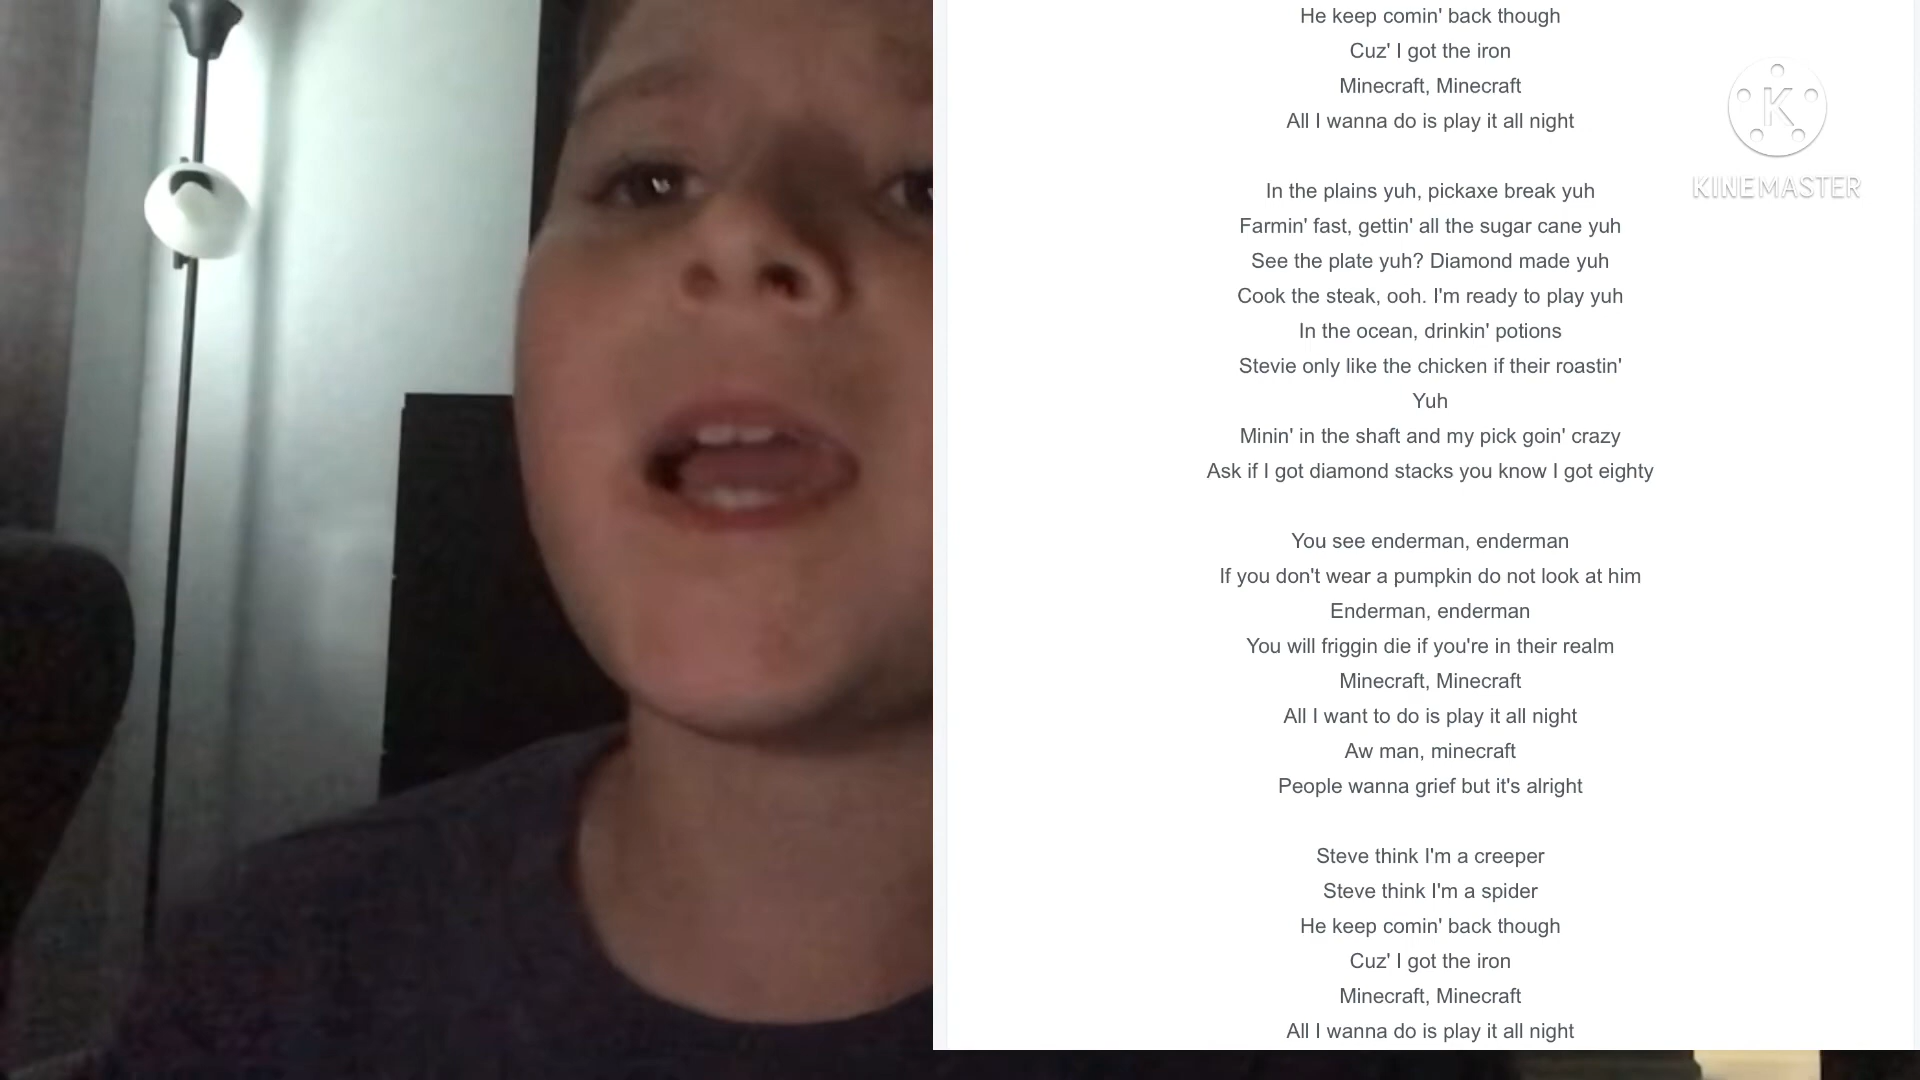 He keep comin' back though
Cuz' I got the iron
Minecraft, Minecraft
All I wanna do is play it all night
In the plains yuh, pickaxe break yuh
Farmin' fast, gettin' all the sugar cane yuh
See the plate yuh? Diamond made yuh
Cook the steak, ooh. I'm ready to play yuh
In the ocean, drinkin' potions
Stevie only like the chicken if their roastin'
Yuh
Minin' in the shaft and my pick goin' crazy
Ask if I got diamond stacks you know I got eighty
You see enderman, enderman
If you don't wear a pumpkin do not look at him
Enderman, enderman
You will friggin die if you're in their realm
Minecraft, Minecraft
All I want to do is play it all night
Aw man, minecraft
People wanna grief but it's alright
Steve think I'm a creeper
Steve think I'm a spider
He keep comin' back though
Cuz' I got the iron
Minecraft, Minecraft
All I wanna do is play it all night
K
KINEMASTER